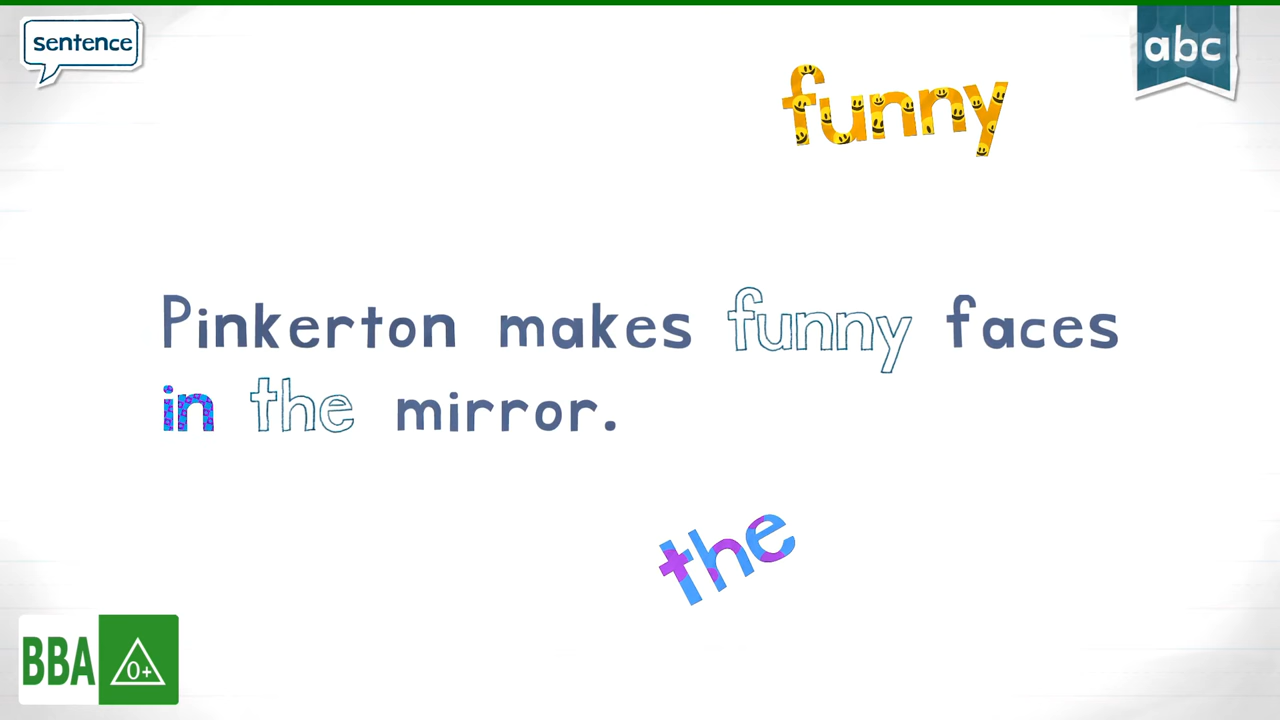 sentence
abc
funny
Pinkerton makes funny faces
in the mirror.
the
BBA 0+